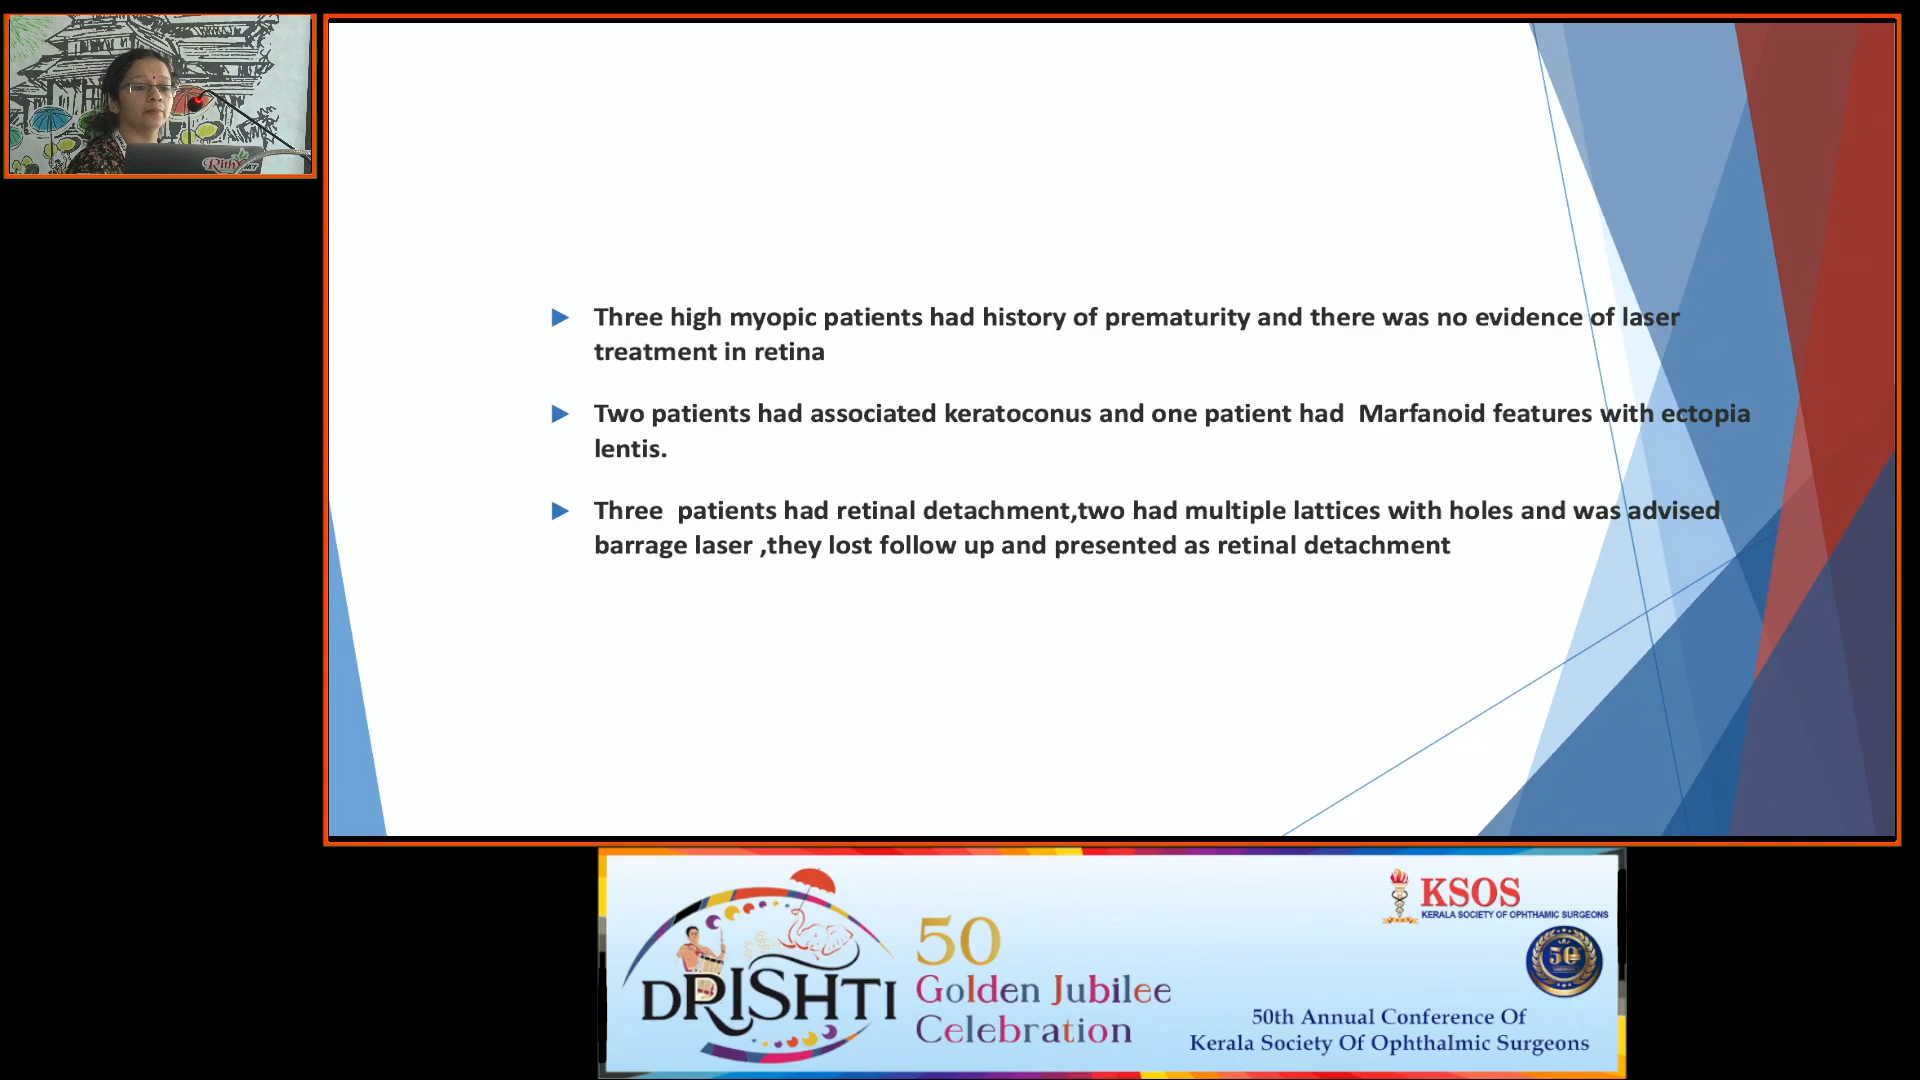 Rith
Three high myopic patients had history of prematurity and there was no evidence of laser
treatment in retina
Two patients had associated keratoconus and one patient had Marfanoid features with ectopia
lentis.
Three patients had retinal detachment,two had multiple lattices with holes and was advised
barrage laser ,they lost follow up and presented as retinal detachment
DRISHTI
50
Golden Jubilee
Celebration
KSOS
KERALA SOCIETY OF OPHTHAMIC SURGEONS
50
50th Annual Conference Of
Kerala Society Of Ophthalmic Surgeons